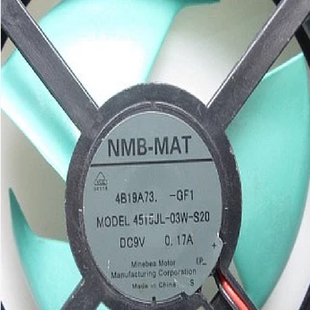 NMB-MAT
4B19A73. -GF1
MODEL 4515JL-03W-S20
DC9V 0.17A
Minebea Motor
Manufacturing Corporation
Made in China S